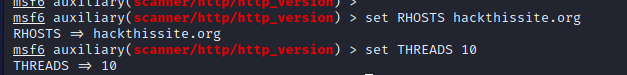 msf6 auxiliary(scanner/http/http_version) >
msf6 auxiliary(scanner/http/http_version) > set RHOSTS hackthissite.org
RHOSTS => hackthissite.org
msf6 auxiliary(scanner/http/http_version) > set THREADS 10
THREADS => 10